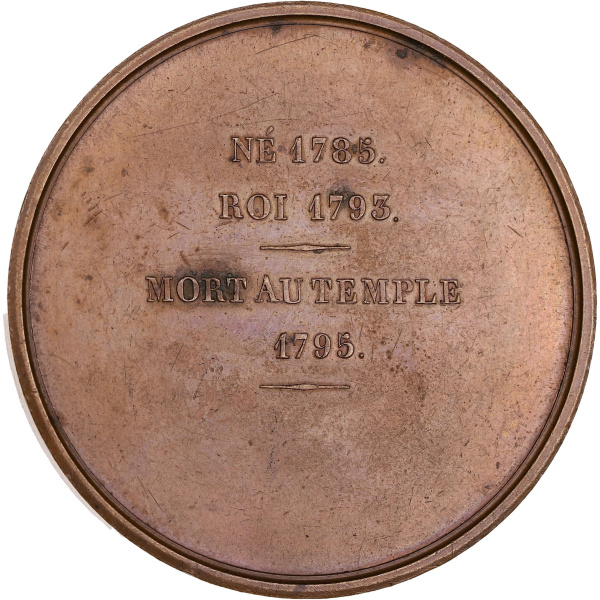 NÉ 1785.
ROI 1793.
MORT AU TEMPLE
1795.